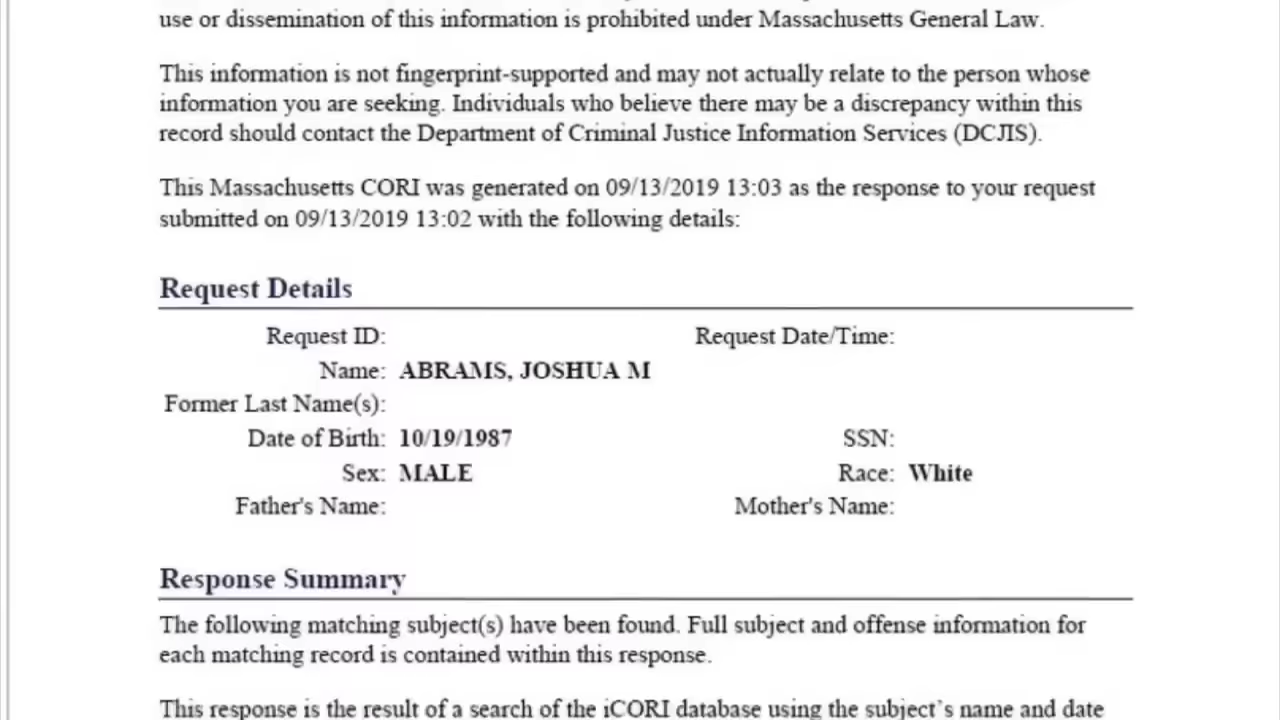 use or dissemination of this information is prohibited under Massachusetts General Law.
This information is not fingerprint-supported and may not actually relate to the person whose
information you are seeking. Individuals who believe there may be a discrepancy within this
record should contact the Department of Criminal Justice Information Services (DCJIS).
This Massachusetts CORI was generated on 09/13/2019 13:03 as the response to your request
submitted on 09/13/2019 13:02 with the following details:
Request Details
Request ID: Request Date/Time:
Name: ABRAMS, JOSHUA M
Former Last Name(s):
Date of Birth: 10/19/1987 SSN:
Sex: MALE Race: White
Father's Name: Mother's Name:
Response Summary
The following matching subject(s) have been found. Full subject and offense information for
each matching record is contained within this response.
This response is the result of a search of the iCORI database using the subject's name and date